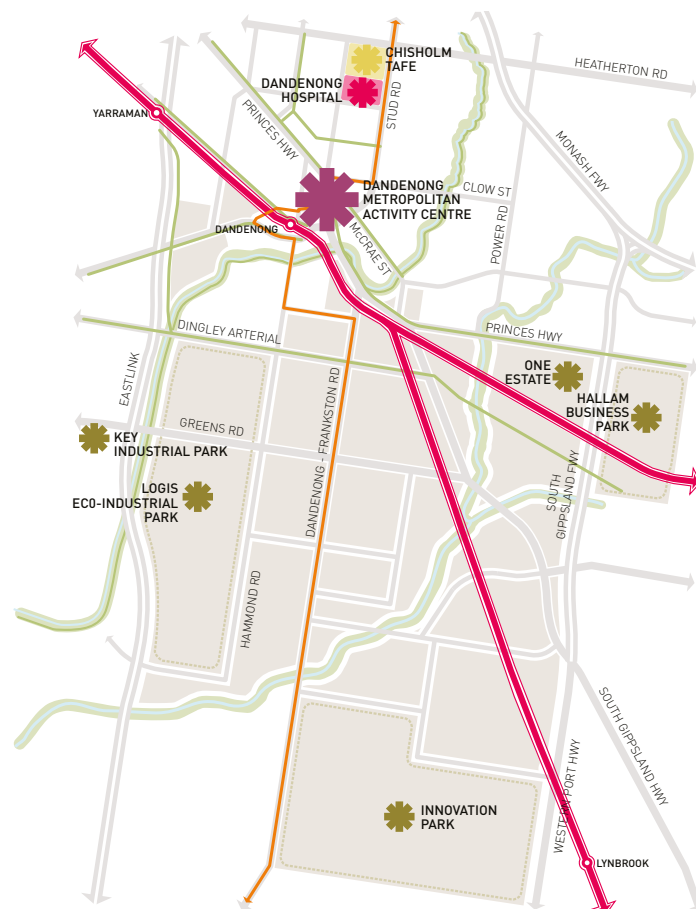 CHISHOLM
TAFE
HEATHERTON RD
DANDENONG
HOSPITAL
STUD RD
YARRAMAN
PRINCES HWY
MONASH FWY
DANDENONG
METROPOLITAN
ACTIVITY CENTRE
CLOW ST
POWER RD
DANDENONG
McCRAE ST
DINGLEY ARTERIAL
PRINCES HWY
EASTLINK
ONE
ESTATE
HALLAM
BUSINESS
PARK
DANDENONG - FRANKSTON RD
GREENS RD
KEY
INDUSTRIAL PARK
LOGIS
ECO-INDUSTRIAL
PARK
SOUTH
GIPPSLAND FWY
HAMMOND RD
SOUTH GIPPSLAND HWY
WESTERN PORT HWY
INNOVATION
PARK
LYNBROOK